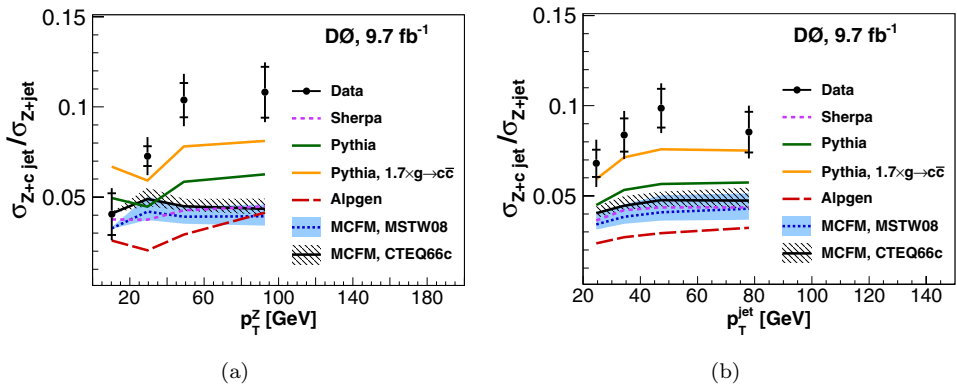 0.15
0.1
0.05
σZ+c jet /σZ+jet
DØ, 9.7 fb-1
Data
Sherpa
Pythia
Pythia, 1.7×g→cc̅
Alpgen
MCFM, MSTW08
MCFM, CTEQ66c
20 60 100 140 180
pTZ [GeV]
(a)
0.15
0.1
0.05
σZ+c jet /σZ+jet
DØ, 9.7 fb-1
Data
Sherpa
Pythia
Pythia, 1.7×g→cc̅
Alpgen
MCFM, MSTW08
MCFM, CTEQ66c
20 40 60 80 100 120 140
pTjet [GeV]
(b)